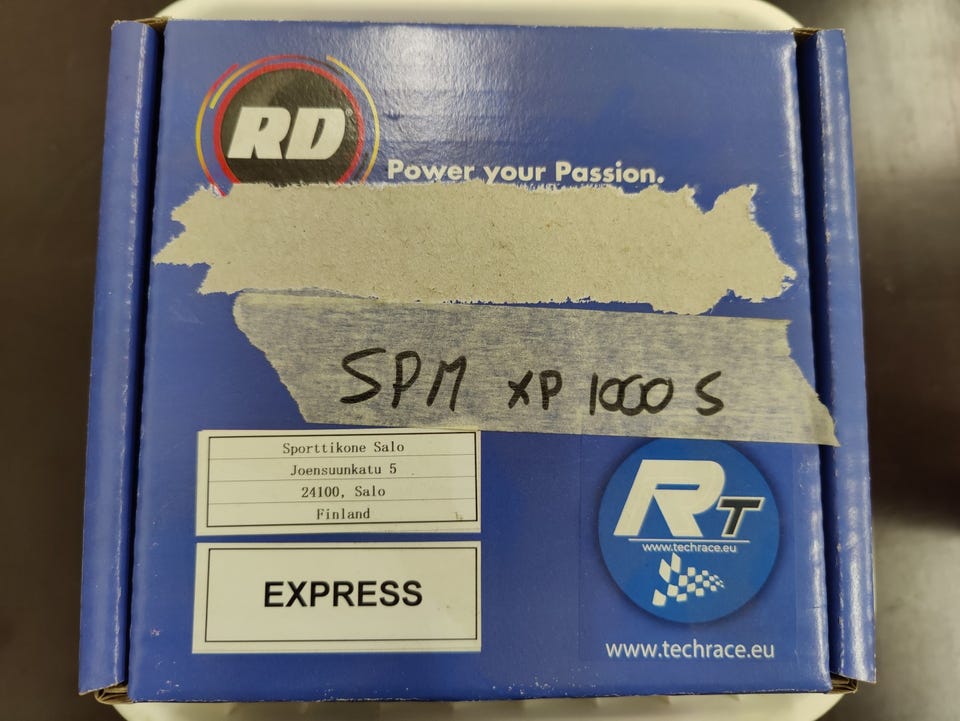 RD
Power your Passion.
SPM XP 1000 S
Sporttikone Salo
Joensuunkatu 5
24100, Salo
Finland
EXPRESS
RT
www.techrace.eu
www.techrace.eu